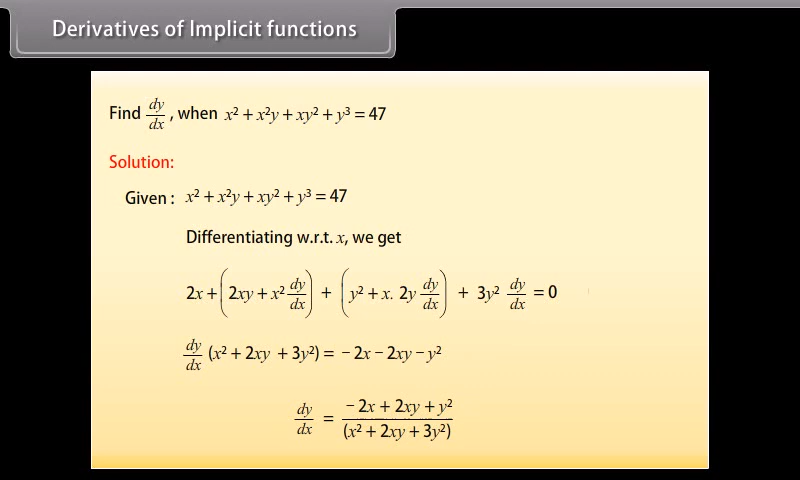 Derivatives of Implicit functions
Find dy/dx, when x² + x²y + xy² + y³ = 47
Solution:
Given : x² + x²y + xy² + y³ = 47
Differentiating w.r.t. x, we get
2x + (2xy + x² dy/dx) + (y² + x. 2y dy/dx) + 3y² dy/dx = 0
dy/dx (x² + 2xy + 3y²) = − 2x − 2xy − y²
dy/dx = − 2x + 2xy + y² / (x² + 2xy + 3y²)